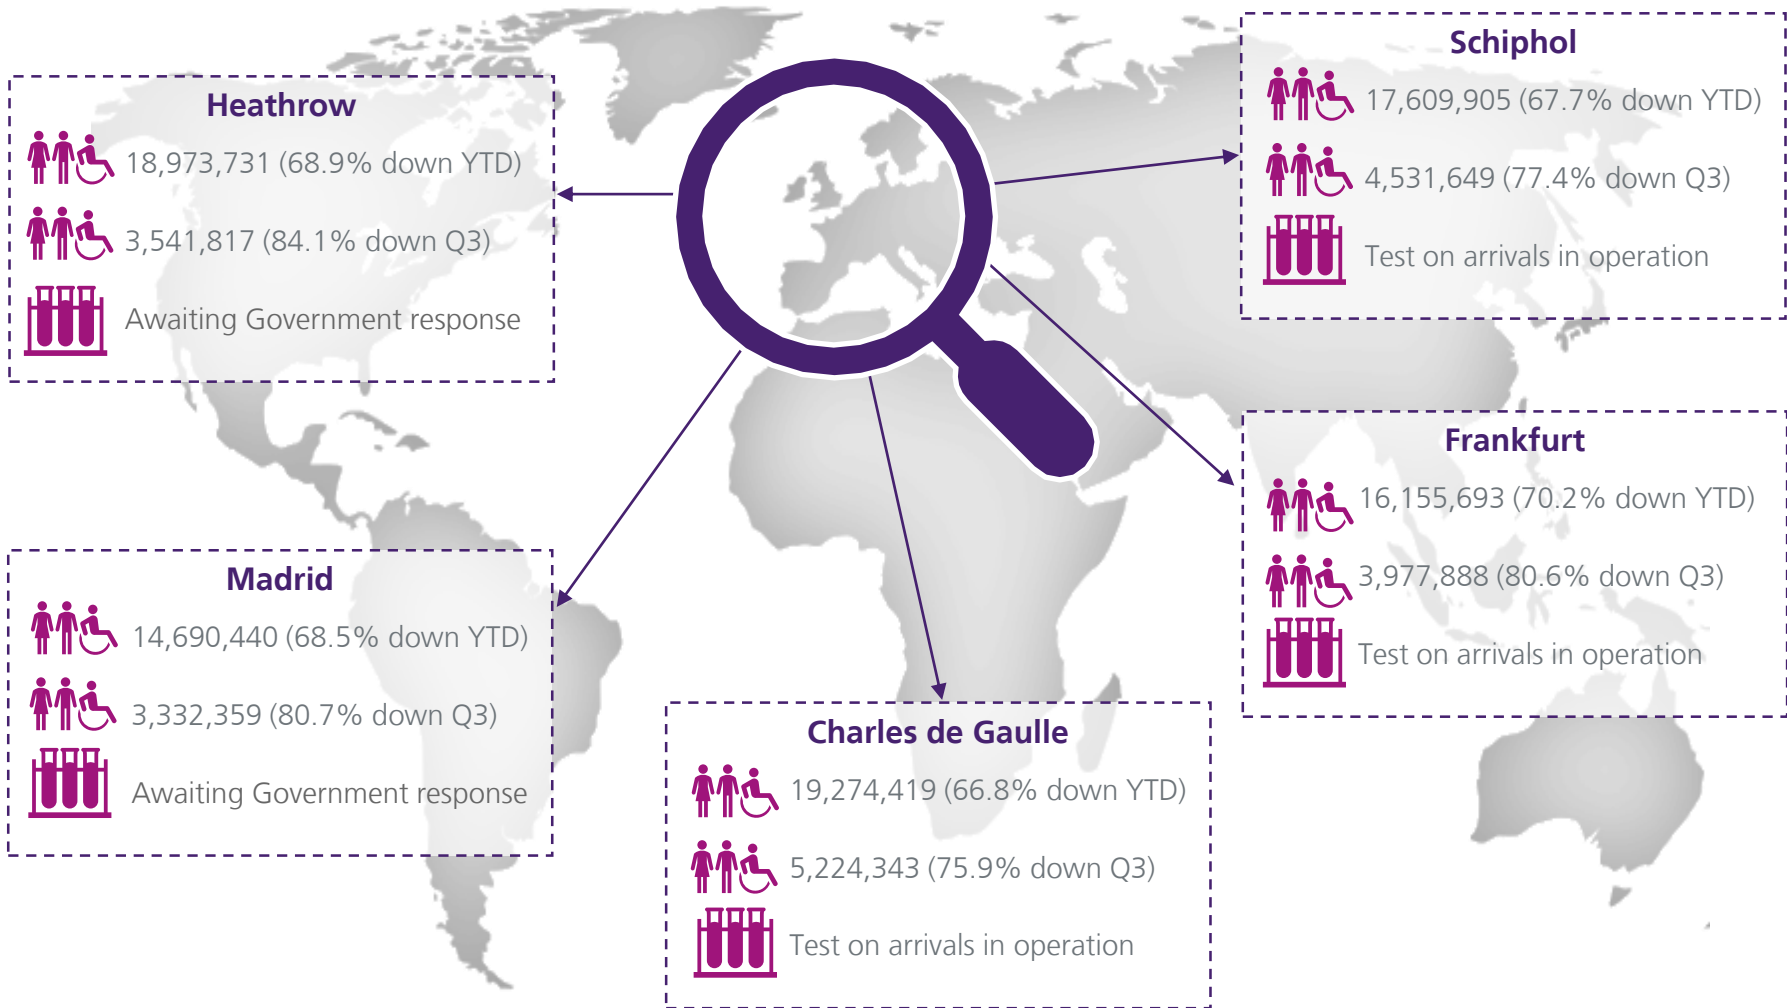 Heathrow
18,973,731 (68.9% down YTD)
3,541,817 (84.1% down Q3)
Awaiting Government response
Schiphol
17,609,905 (67.7% down YTD)
4,531,649 (77.4% down Q3)
Test on arrivals in operation
Madrid
14,690,440 (68.5% down YTD)
3,332,359 (80.7% down Q3)
Awaiting Government response
Charles de Gaulle
19,274,419 (66.8% down YTD)
5,224,343 (75.9% down Q3)
Test on arrivals in operation
Frankfurt
16,155,693 (70.2% down YTD)
3,977,888 (80.6% down Q3)
Test on arrivals in operation